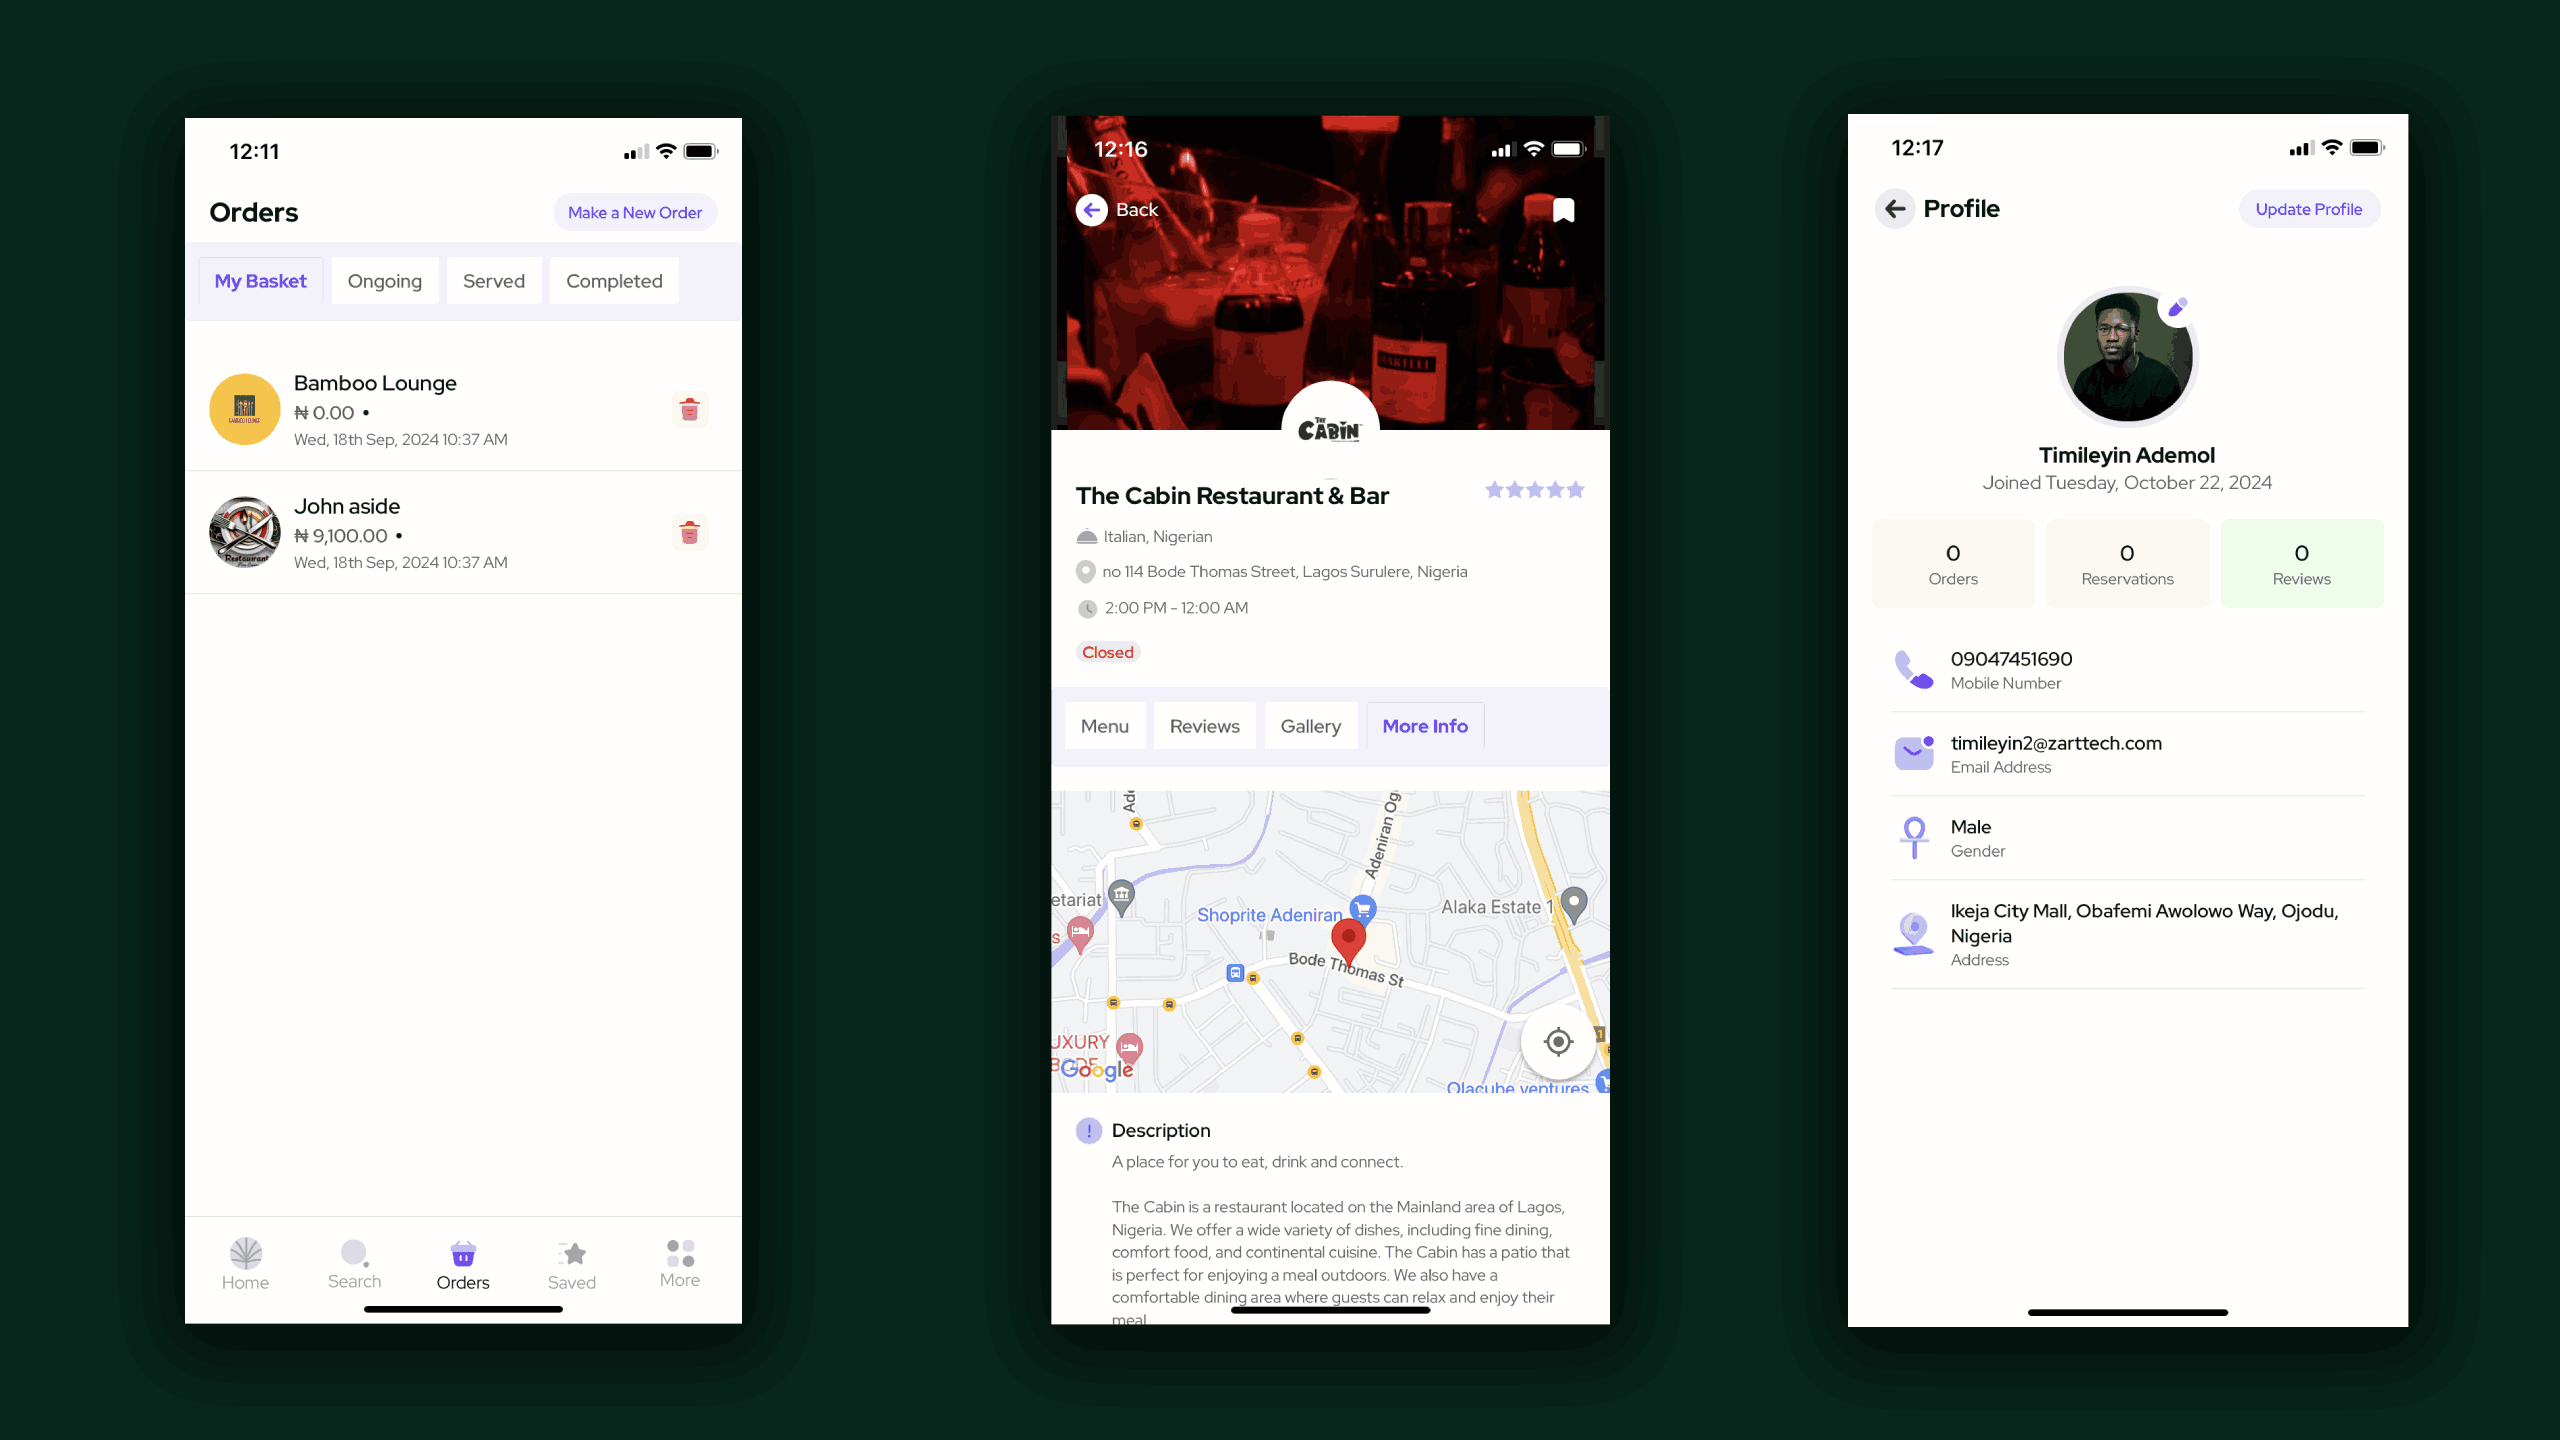 12:11
Orders
Make a New Order
My Basket
Ongoing
Served
Completed
Bamboo Lounge
₦ 0.00 •
Wed, 18th Sep, 2024 10:37 AM
John aside
₦ 9,100.00 •
Wed, 18th Sep, 2024 10:37 AM
Restaurant
Home
Search
Orders
Saved
More
12:16
Back
MARTELL
THE CABIN
The Cabin Restaurant & Bar
Italian, Nigerian
no 114 Bode Thomas Street, Lagos Surulere, Nigeria
2:00 PM - 12:00 AM
Closed
Menu
Reviews
Gallery
More Info
Ade
Adeniran Og
etariat
Shoprite Adeniran
Alaka Estate 1
s
Bode Thomas St
UXURY
BODE
Google
Olacube ventures
Description
A place for you to eat, drink and connect.
The Cabin is a restaurant located on the Mainland area of Lagos,
Nigeria. We offer a wide variety of dishes, including fine dining,
comfort food, and continental cuisine. The Cabin has a patio that
is perfect for enjoying a meal outdoors. We also have a
comfortable dining area where guests can relax and enjoy their
meal
12:17
Profile
Update Profile
Timileyin Ademol
Joined Tuesday, October 22, 2024
0
Orders
0
Reservations
0
Reviews
09047451690
Mobile Number
timileyin2@zarttech.com
Email Address
Male
Gender
Ikeja City Mall, Obafemi Awolowo Way, Ojodu,
Nigeria
Address